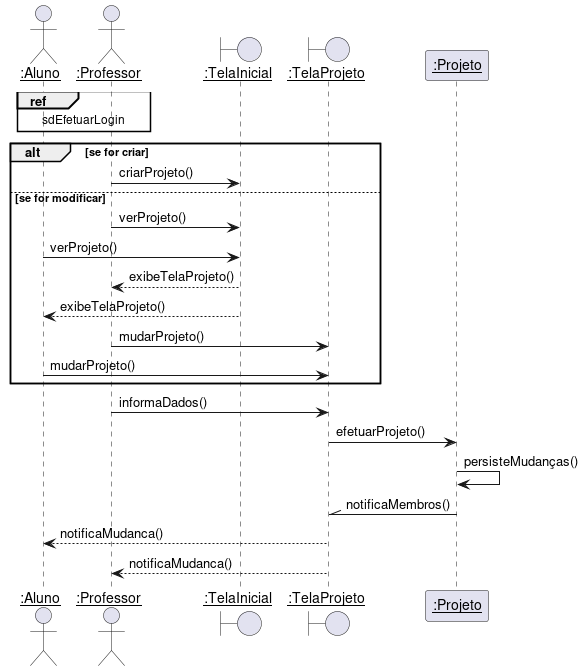 :Aluno :Professor :TelaInicial :TelaProjeto :Projeto
ref
sdEfetuarLogin
alt [se for criar]
criarProjeto()
[se for modificar]
verProjeto()
verProjeto()
exibeTelaProjeto()
exibeTelaProjeto()
mudarProjeto()
mudarProjeto()
informaDados()
efetuarProjeto()
persisteMudanças()
notificaMembros()
notificaMudanca()
notificaMudanca()
:Aluno :Professor :TelaInicial :TelaProjeto :Projeto